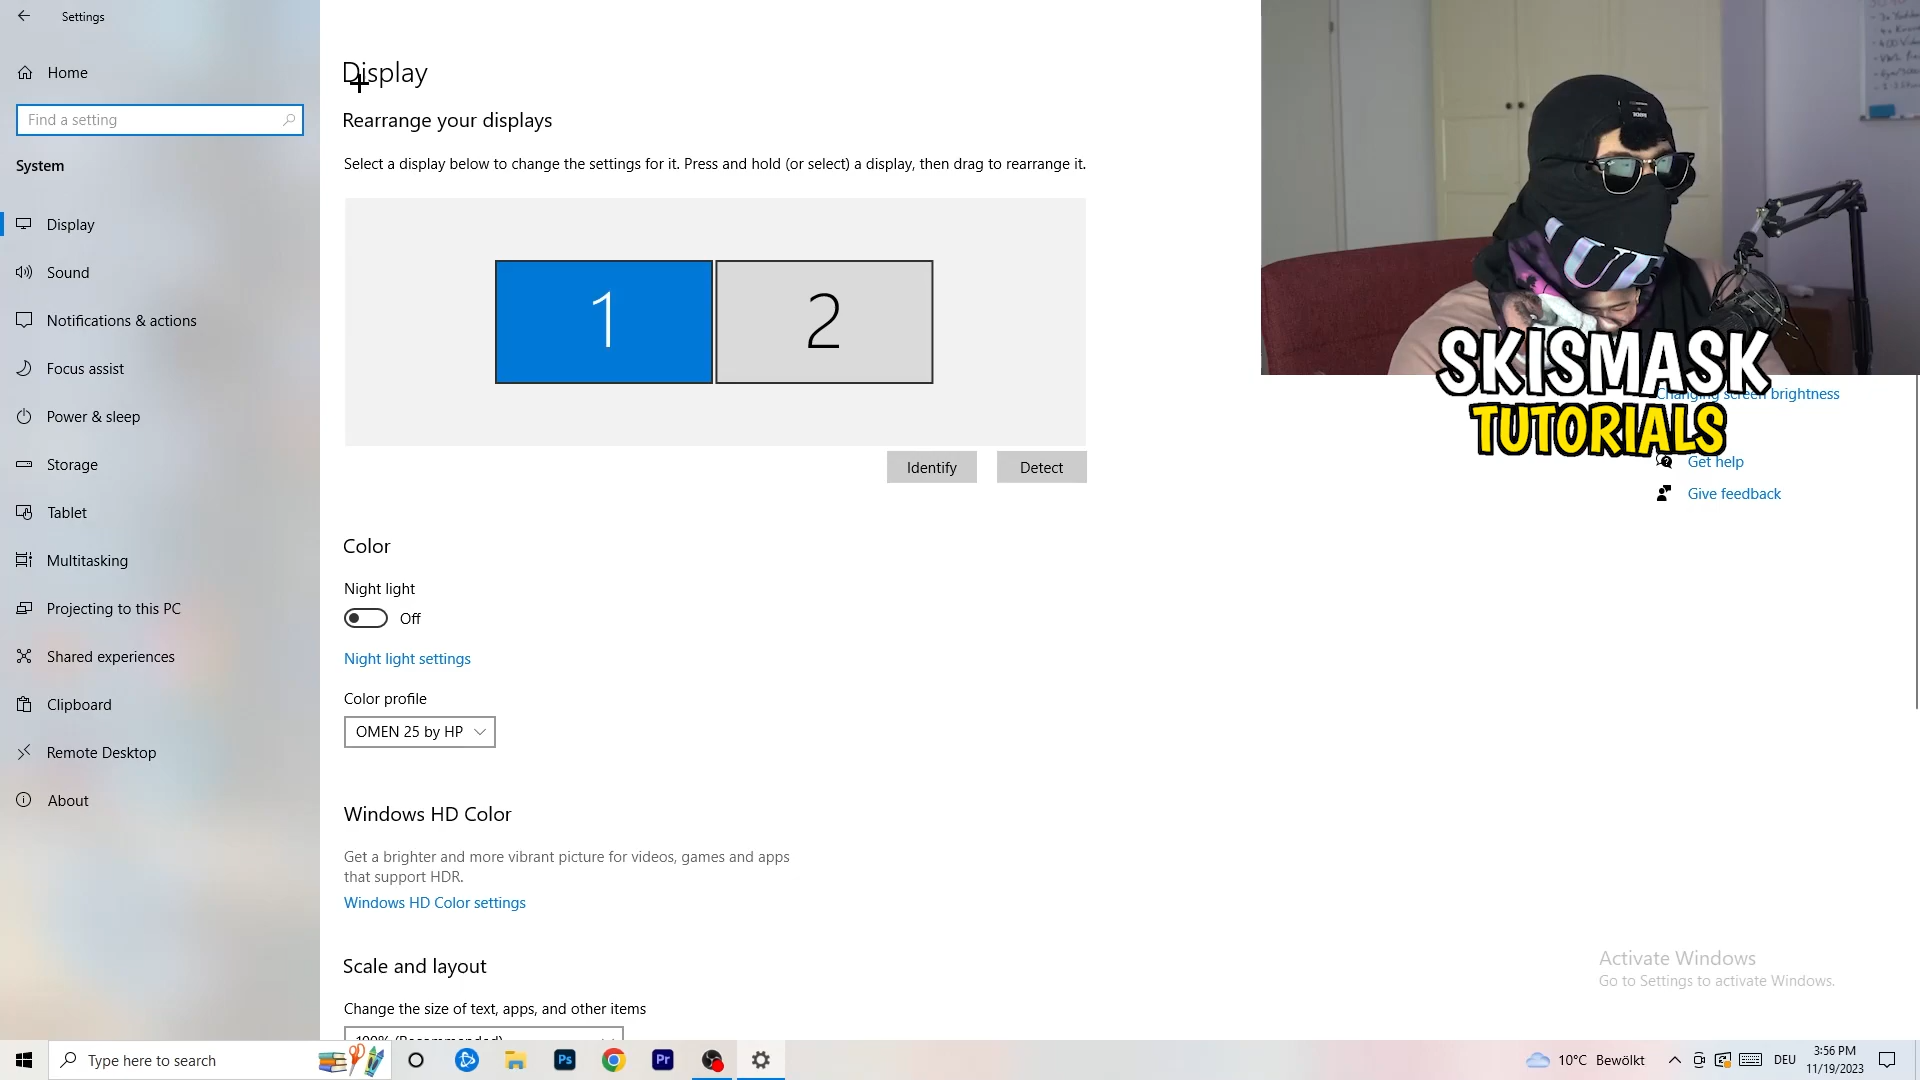 Settings
Home
Find a setting
System
Display
Sound
Notifications & actions
Focus assist
Power & sleep
Storage
Tablet
Multitasking
Projecting to this PC
Shared experiences
Clipboard
Remote Desktop
About
Display
Rearrange your displays
Select a display below to change the settings for it. Press and hold (or select) a display, then drag to rearrange it.
1
2
Identify
Detect
Color
Night light
Off
Night light settings
Color profile
OMEN 25 by HP
Windows HD Color
Get a brighter and more vibrant picture for videos, games and apps
that support HDR.
Windows HD Color settings
Scale and layout
Change the size of text, apps, and other items
100% (Recommended)
SKISMASK
TUTORIALS
Changing screen brightness
Get help
Give feedback
Activate Windows
Go to Settings to activate Windows.
Type here to search
Ps
Pr
10°C Bewölkt
DEU
3:56 PM
11/19/2023